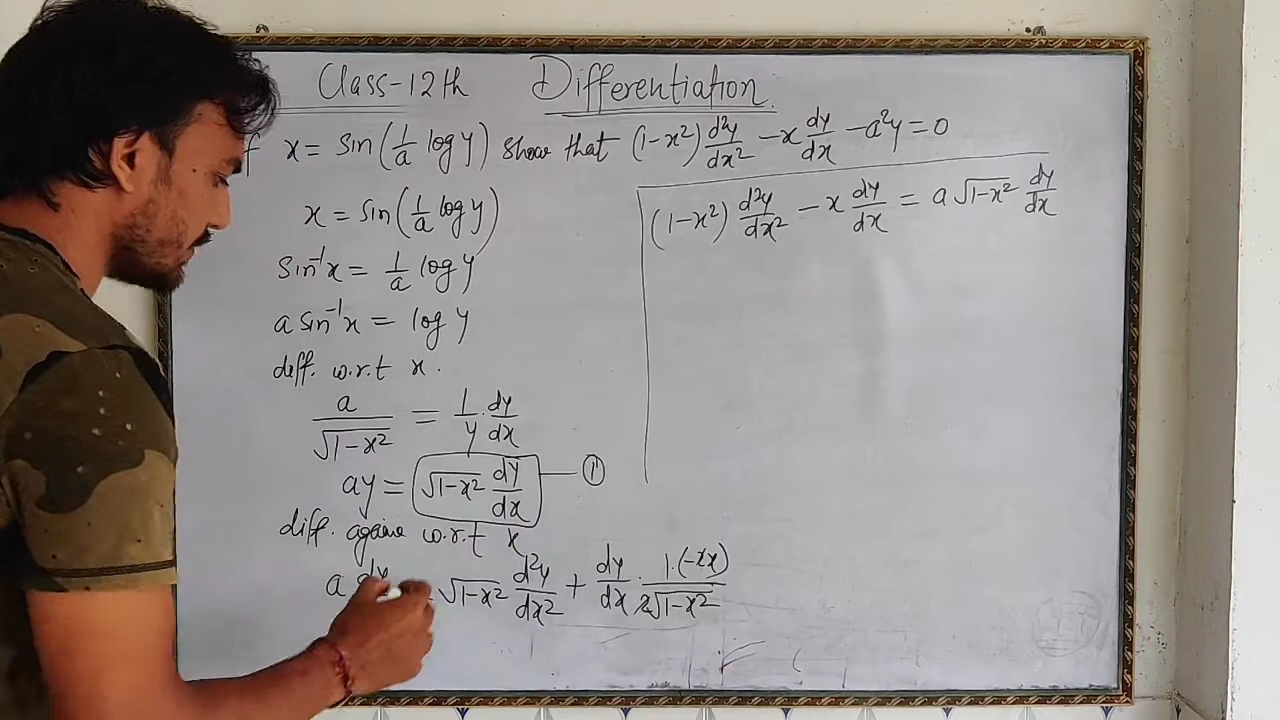 Class-12th Differentiation
f x = sin(1/a log y) show that (1-x²) d²y/dx² - x dy/dx - a²y = 0
x = sin(1/a log y)
sin⁻¹x = 1/a log y
a sin⁻¹x = log y
diff. w.r.t x.
a/√1-x² = 1/y · dy/dx
ay = √1-x² dy/dx — ①
diff. againe w.r.t x
a dy √1-x² d²y/dx² + dy/dx · 1·(-2x)/2√1-x²
(1-x²) d²y/dx² - x dy/dx = a √1-x² dy/dx